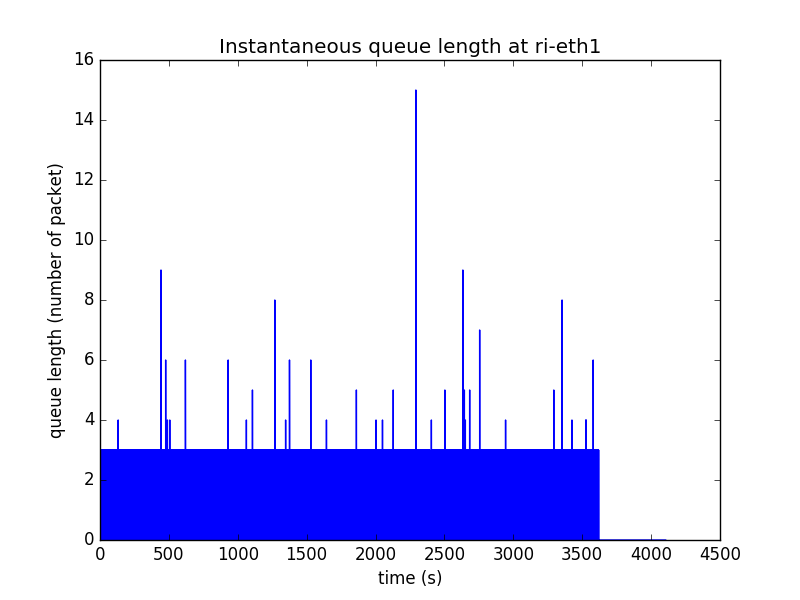 Instantaneous queue length at ri-eth1
16
14
12
10
8
6
4
2
0
queue length (number of packet)
0 500 1000 1500 2000 2500 3000 3500 4000 4500
time (s)